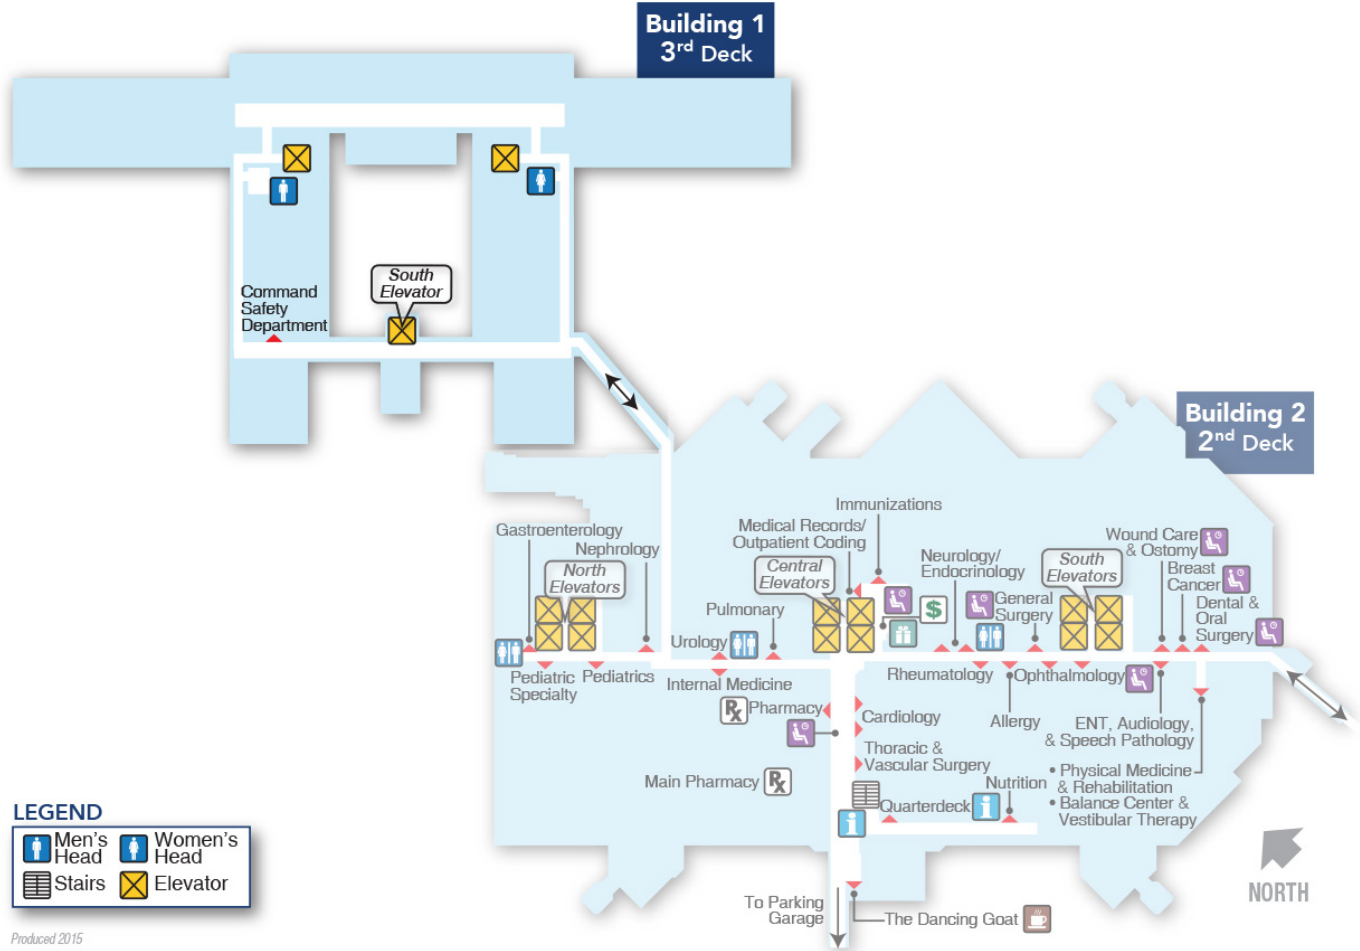 Building 1
3rd Deck
South
Elevator
Command
Safety
Department
Building 2
2nd Deck
Immunizations
Medical Records/
Outpatient Coding
Gastroenterology
Nephrology
North
Elevators
Central
Elevators
Neurology/
Endocrinology
South
Elevators
Wound Care
& Ostomy
Breast
Cancer
Dental &
Oral
Surgery
General
Surgery
$
Pulmonary
Urology
Pediatric
Specialty
Pediatrics
Internal Medicine
Rheumatology
Ophthalmology
Rx
Pharmacy
Cardiology
Allergy
ENT, Audiology,
& Speech Pathology
Thoracic &
Vascular Surgery
Main Pharmacy
Rx
Nutrition
• Physical Medicine
& Rehabilitation
• Balance Center &
Vestibular Therapy
Quarterdeck
i
i
LEGEND
Men's
Head
Women's
Head
Stairs
Elevator
NORTH
To Parking
Garage
The Dancing Goat
Produced 2015